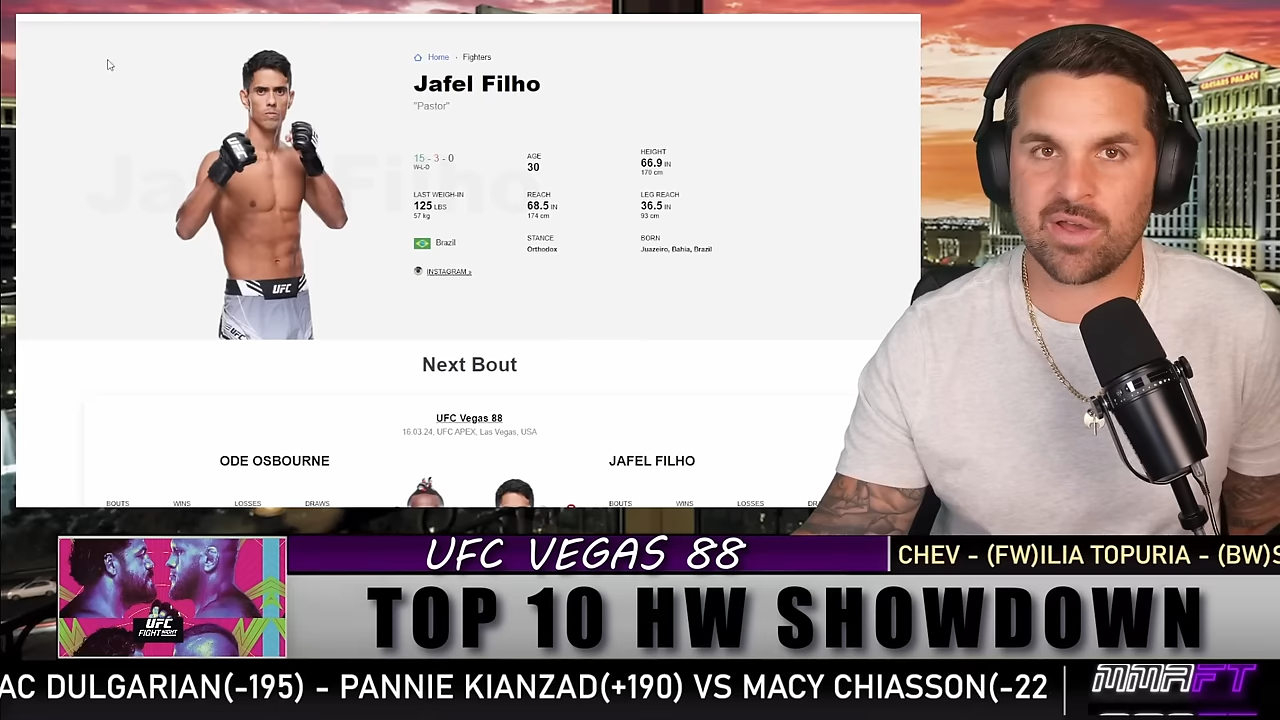 Home · Fighters
Jafel Filho
"Pastor"
15 - 3 - 0
W-L-D
AGE
30
HEIGHT
66.9 IN
170 cm
LAST WEIGH-IN
125 LBS
57 kg
REACH
68.5 IN
174 cm
LEG REACH
36.5 IN
93 cm
Brazil
STANCE
Orthodox
BORN
Juazeiro, Bahia, Brazil
INSTAGRAM »
UFC
UFC
Next Bout
UFC Vegas 88
16.03.24, UFC APEX, Las Vegas, USA
ODE OSBOURNE
JAFEL FILHO
BOUTS WINS LOSSES DRAWS
BOUTS WINS LOSSES
CAESARS PALACE
UFC VEGAS 88
CHEV - (FW)ILIA TOPURIA - (BW)S
UFC
FIGHT NIGHT
TOP 10 HW SHOWDOWN
AC DULGARIAN(-195) - PANNIE KIANZAD(+190) VS MACY CHIASSON(-22
MMAFT